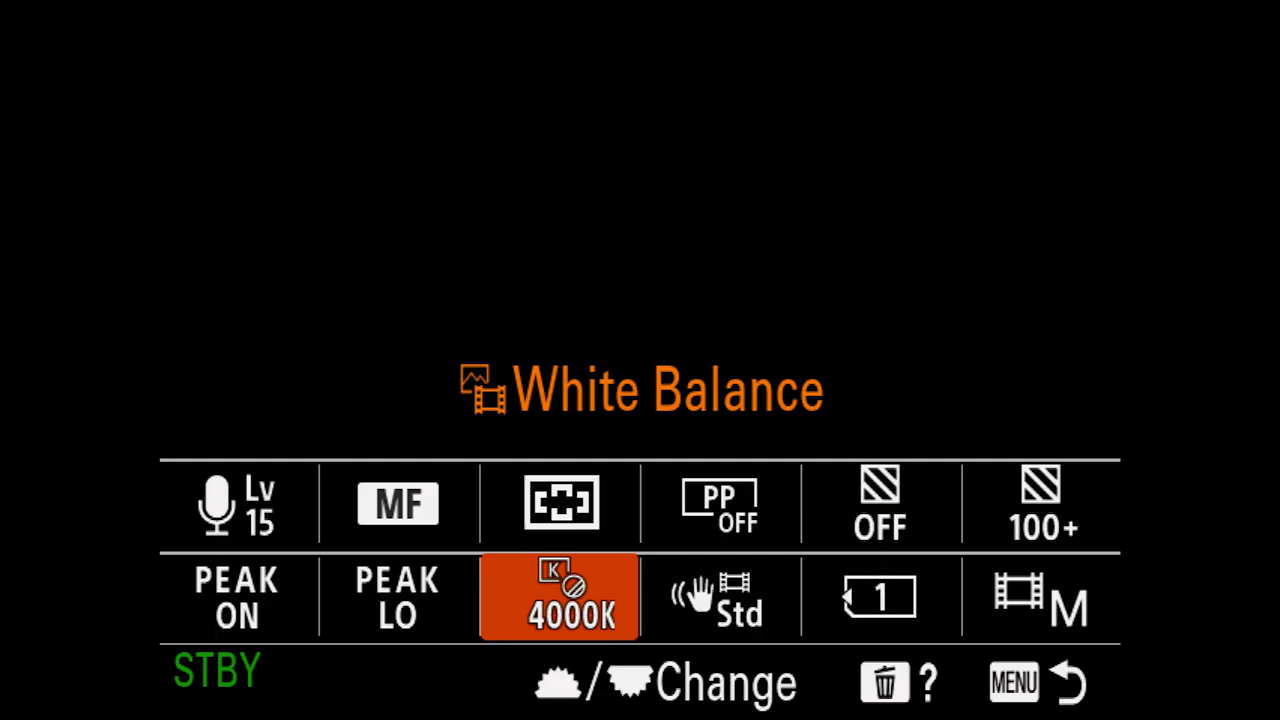 White Balance
Lv 15
MF
PP OFF
OFF
100+
PEAK ON
PEAK LO
K 4000K
Std
1
M
STBY
/ Change
?
MENU